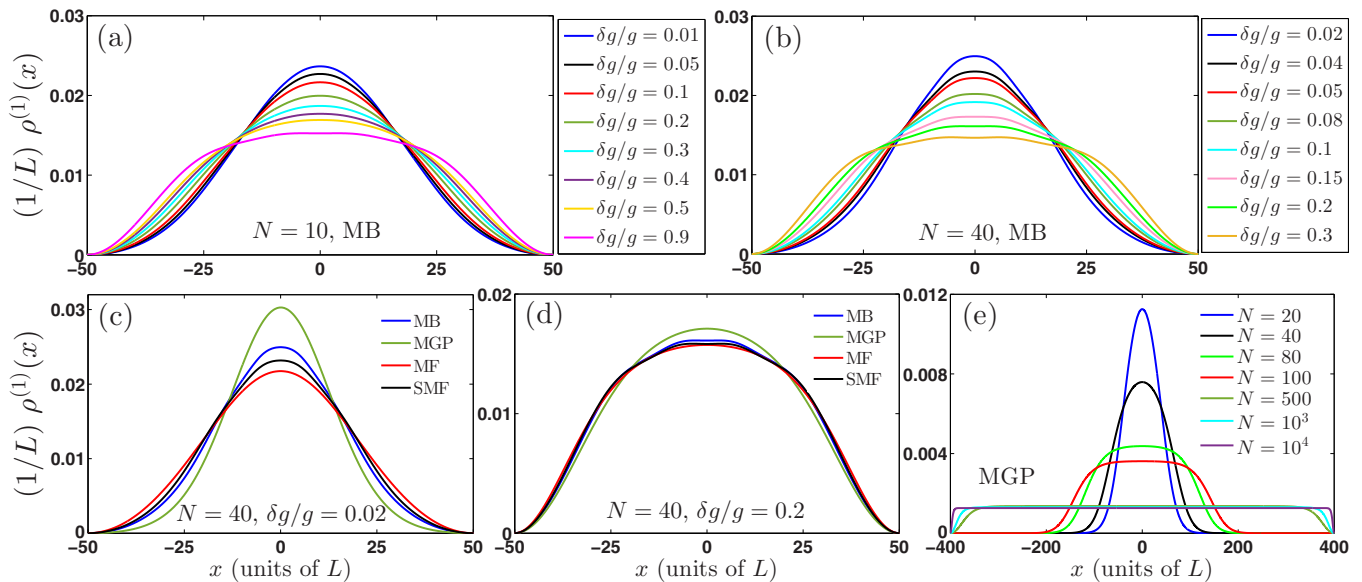 (1/L) ρ^(1)(x)
0.03
0.02
0.01
0
(a)
N = 10, MB
−50
−25
0
25
50
δg/g = 0.01
δg/g = 0.05
δg/g = 0.1
δg/g = 0.2
δg/g = 0.3
δg/g = 0.4
δg/g = 0.5
δg/g = 0.9
0.03
0.02
0.01
0
(b)
N = 40, MB
−50
−25
0
25
50
δg/g = 0.02
δg/g = 0.04
δg/g = 0.05
δg/g = 0.08
δg/g = 0.1
δg/g = 0.15
δg/g = 0.2
δg/g = 0.3
(1/L) ρ^(1)(x)
0.03
0.02
0.01
0
(c)
MB
MGP
MF
SMF
N = 40, δg/g = 0.02
−50
−25
0
25
50
x (units of L)
0.02
0.01
0
(d)
MB
MGP
MF
SMF
N = 40, δg/g = 0.2
−50
−25
0
25
50
x (units of L)
0.012
0.008
0.004
0
(e)
N = 20
N = 40
N = 80
N = 100
N = 500
N = 10³
N = 10⁴
MGP
−400
−200
0
200
400
x (units of L)